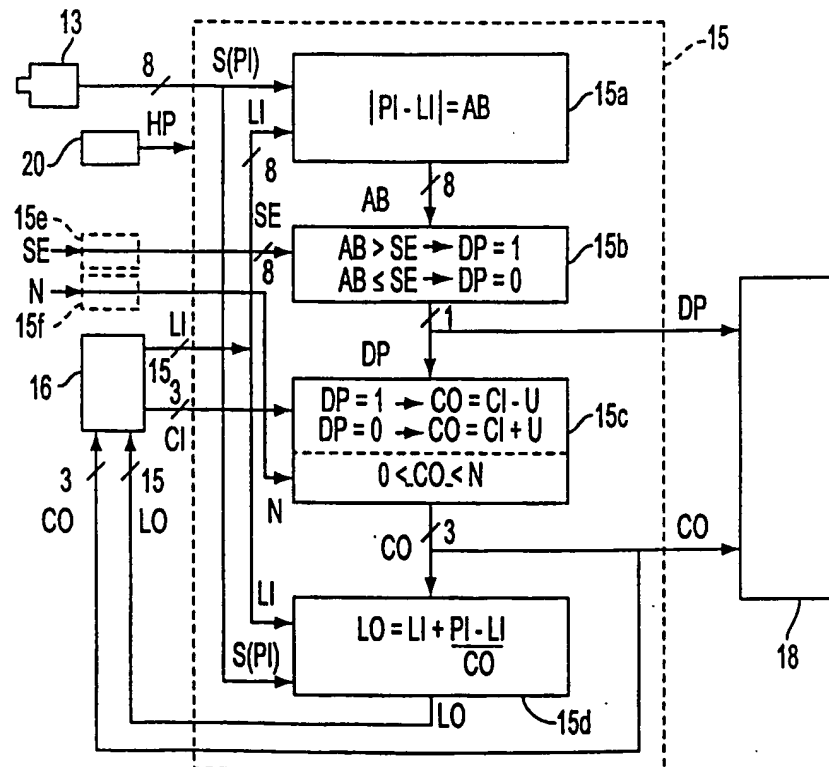 13
8
S(PI)
15
LI
|PI - LI| = AB
15a
HP
20
8
8
AB
15e
SE
SE
8
AB > SE → DP = 1
AB ≤ SE → DP = 0
15b
N
15f
1
DP
DP
LI
15
16
3
CI
DP = 1 → CO = CI - U
DP = 0 → CO = CI + U
15c
0 <_CO_< N
3
CO
15
LO
N
CO
3
CO
LI
LO = LI + PI - LI
CO
S(PI)
18
LO
15d